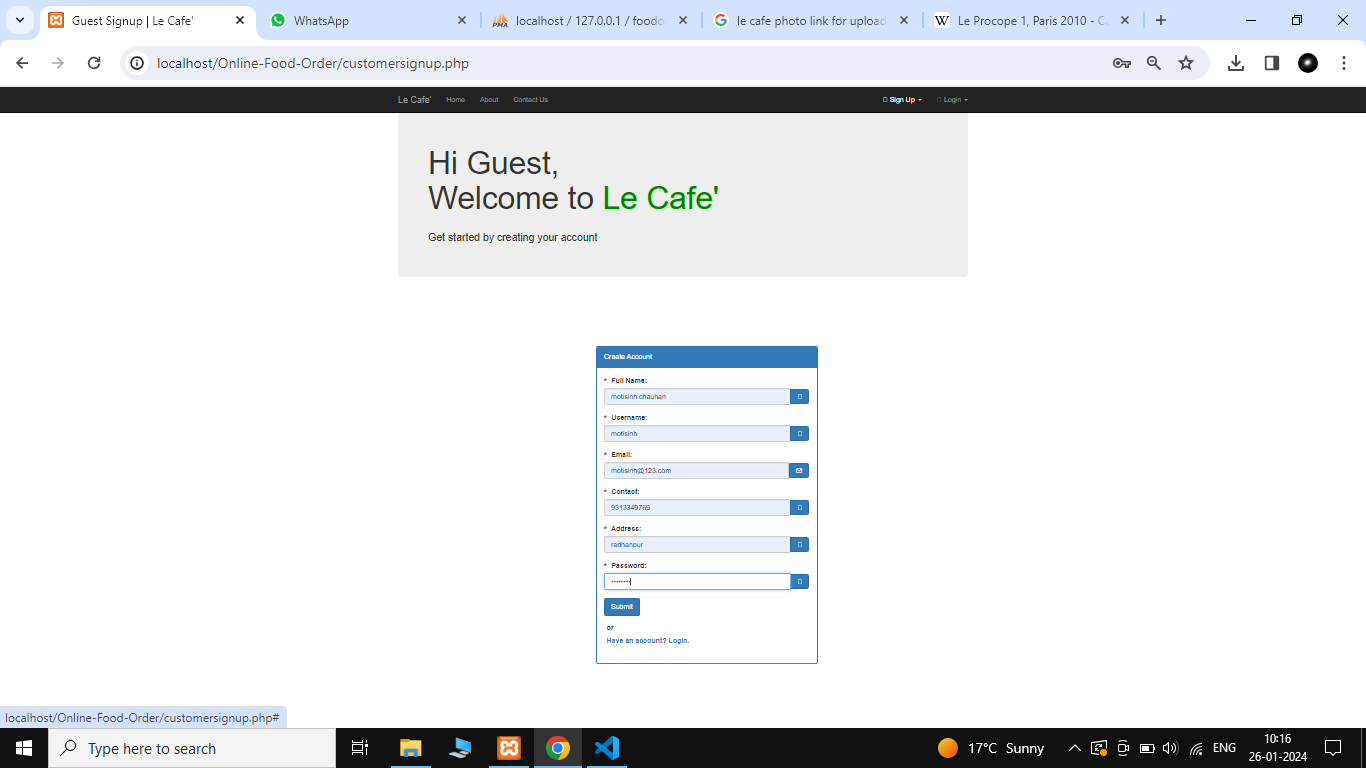 Guest Signup | Le Cafe'
WhatsApp
localhost / 127.0.0.1 / foodo
le cafe photo link for upload
Le Procope 1, Paris 2010 -
localhost/Online-Food-Order/customersignup.php
Le Cafe' Home About Contact Us Sign Up Login
Hi Guest,
Welcome to Le Cafe'
Get started by creating your account
Create Account
* Full Name:
motisinh chauhan
* Username:
motisinh
* Email:
motisinh@123.com
* Contact:
9313349769
* Address:
radhanpur
* Password:
••••••••
Submit
or
Have an account? Login.
localhost/Online-Food-Order/customersignup.php#
Type here to search
17°C Sunny
ENG
10:16
26-01-2024